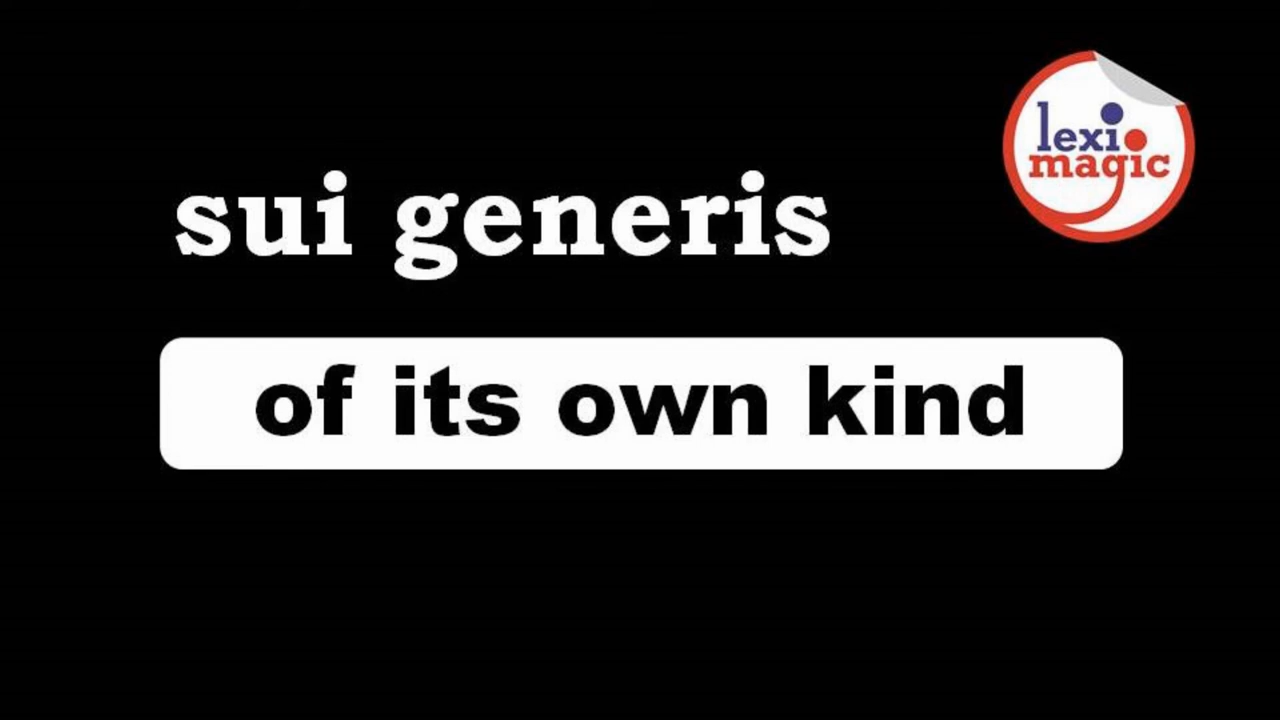 lexi
magic
sui generis
of its own kind